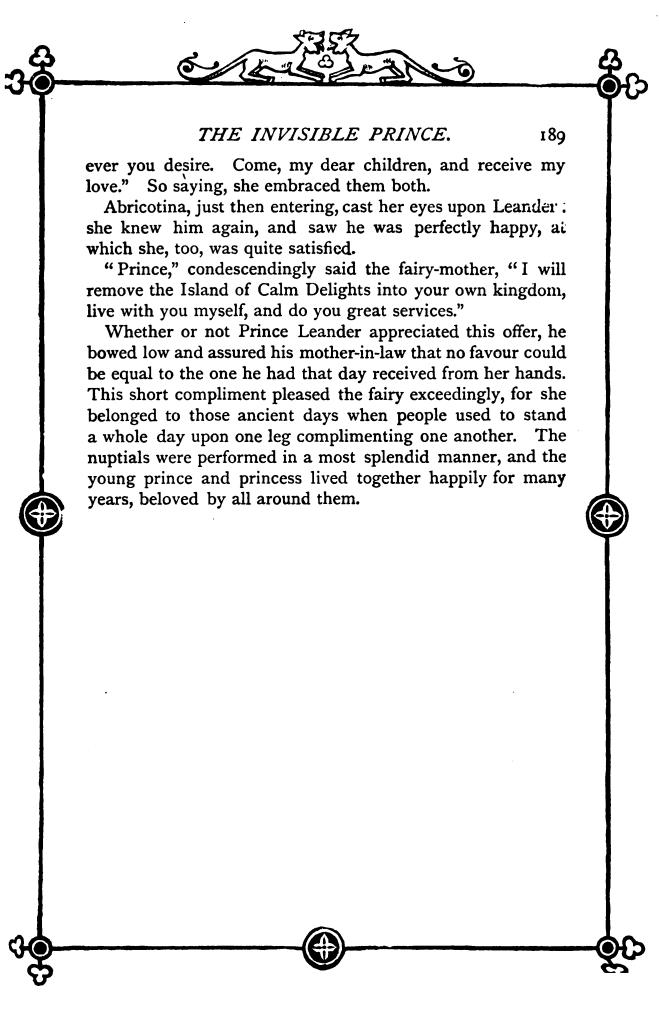 THE INVISIBLE PRINCE. 189
ever you desire. Come, my dear children, and receive my
love.” So saying, she embraced them both.
Abricotina, just then entering, cast her eyes upon Leander;
she knew him again, and saw he was perfectly happy, at
which she, too, was quite satisfied.
“Prince,” condescendingly said the fairy-mother, “I will
remove the Island of Calm Delights into your own kingdom,
live with you myself, and do you great services.”
Whether or not Prince Leander appreciated this offer, he
bowed low and assured his mother-in-law that no favour could
be equal to the one he had that day received from her hands.
This short compliment pleased the fairy exceedingly, for she
belonged to those ancient days when people used to stand
a whole day upon one leg complimenting one another. The
nuptials were performed in a most splendid manner, and the
young prince and princess lived together happily for many
years, beloved by all around them.